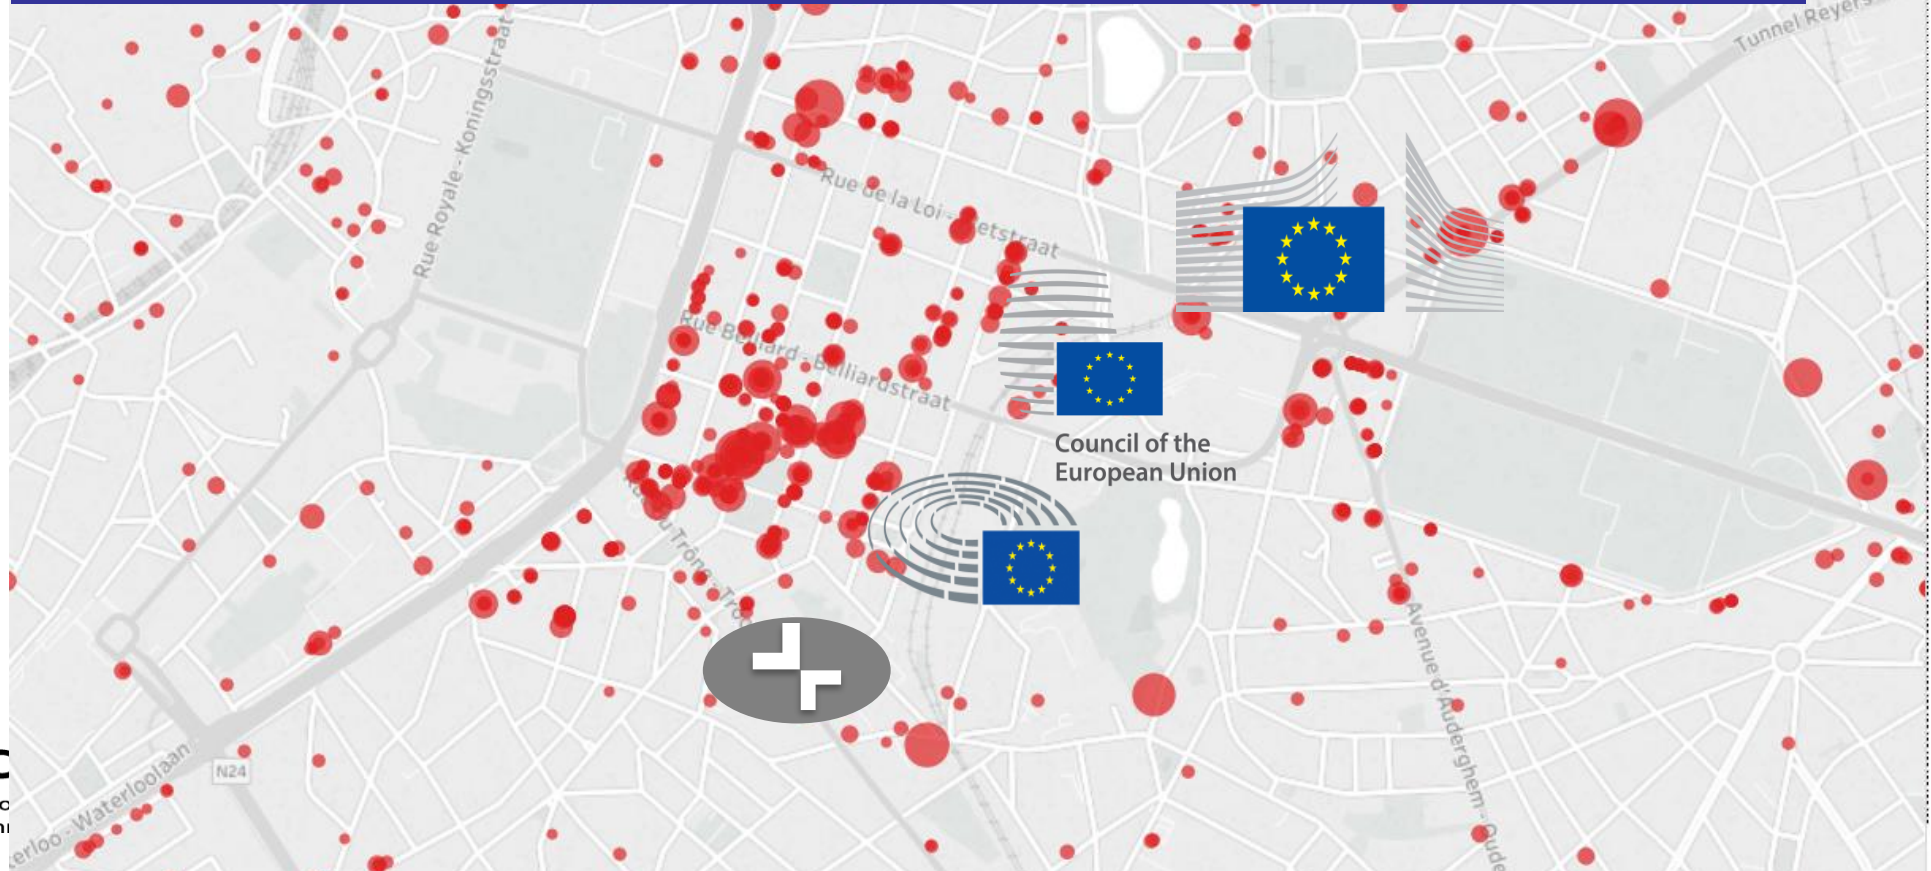 Tunnel Reyers
Rue Royale - Koningsstraat
Rue de la Loi - etstraat
Rue Belliard - Belliardstraat
Council of the
European Union
Avenue d'Auderghem - Oude
N24
erloo - Waterloolaan